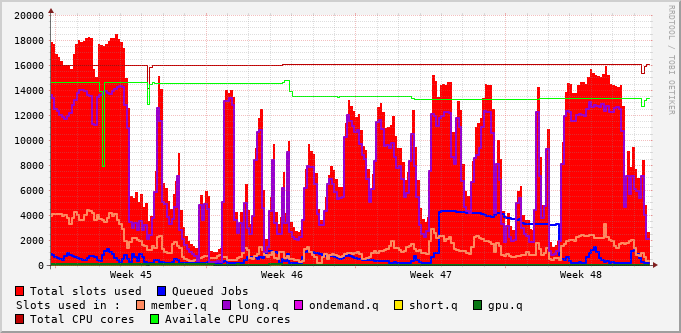 20000
18000
16000
14000
12000
10000
8000
6000
4000
2000
0
Week 45 Week 46 Week 47 Week 48
RRDTOOL / TOBI OETIKER
Total slots used Queued Jobs
Slots used in : member.q long.q ondemand.q short.q gpu.q
Total CPU cores Availale CPU cores